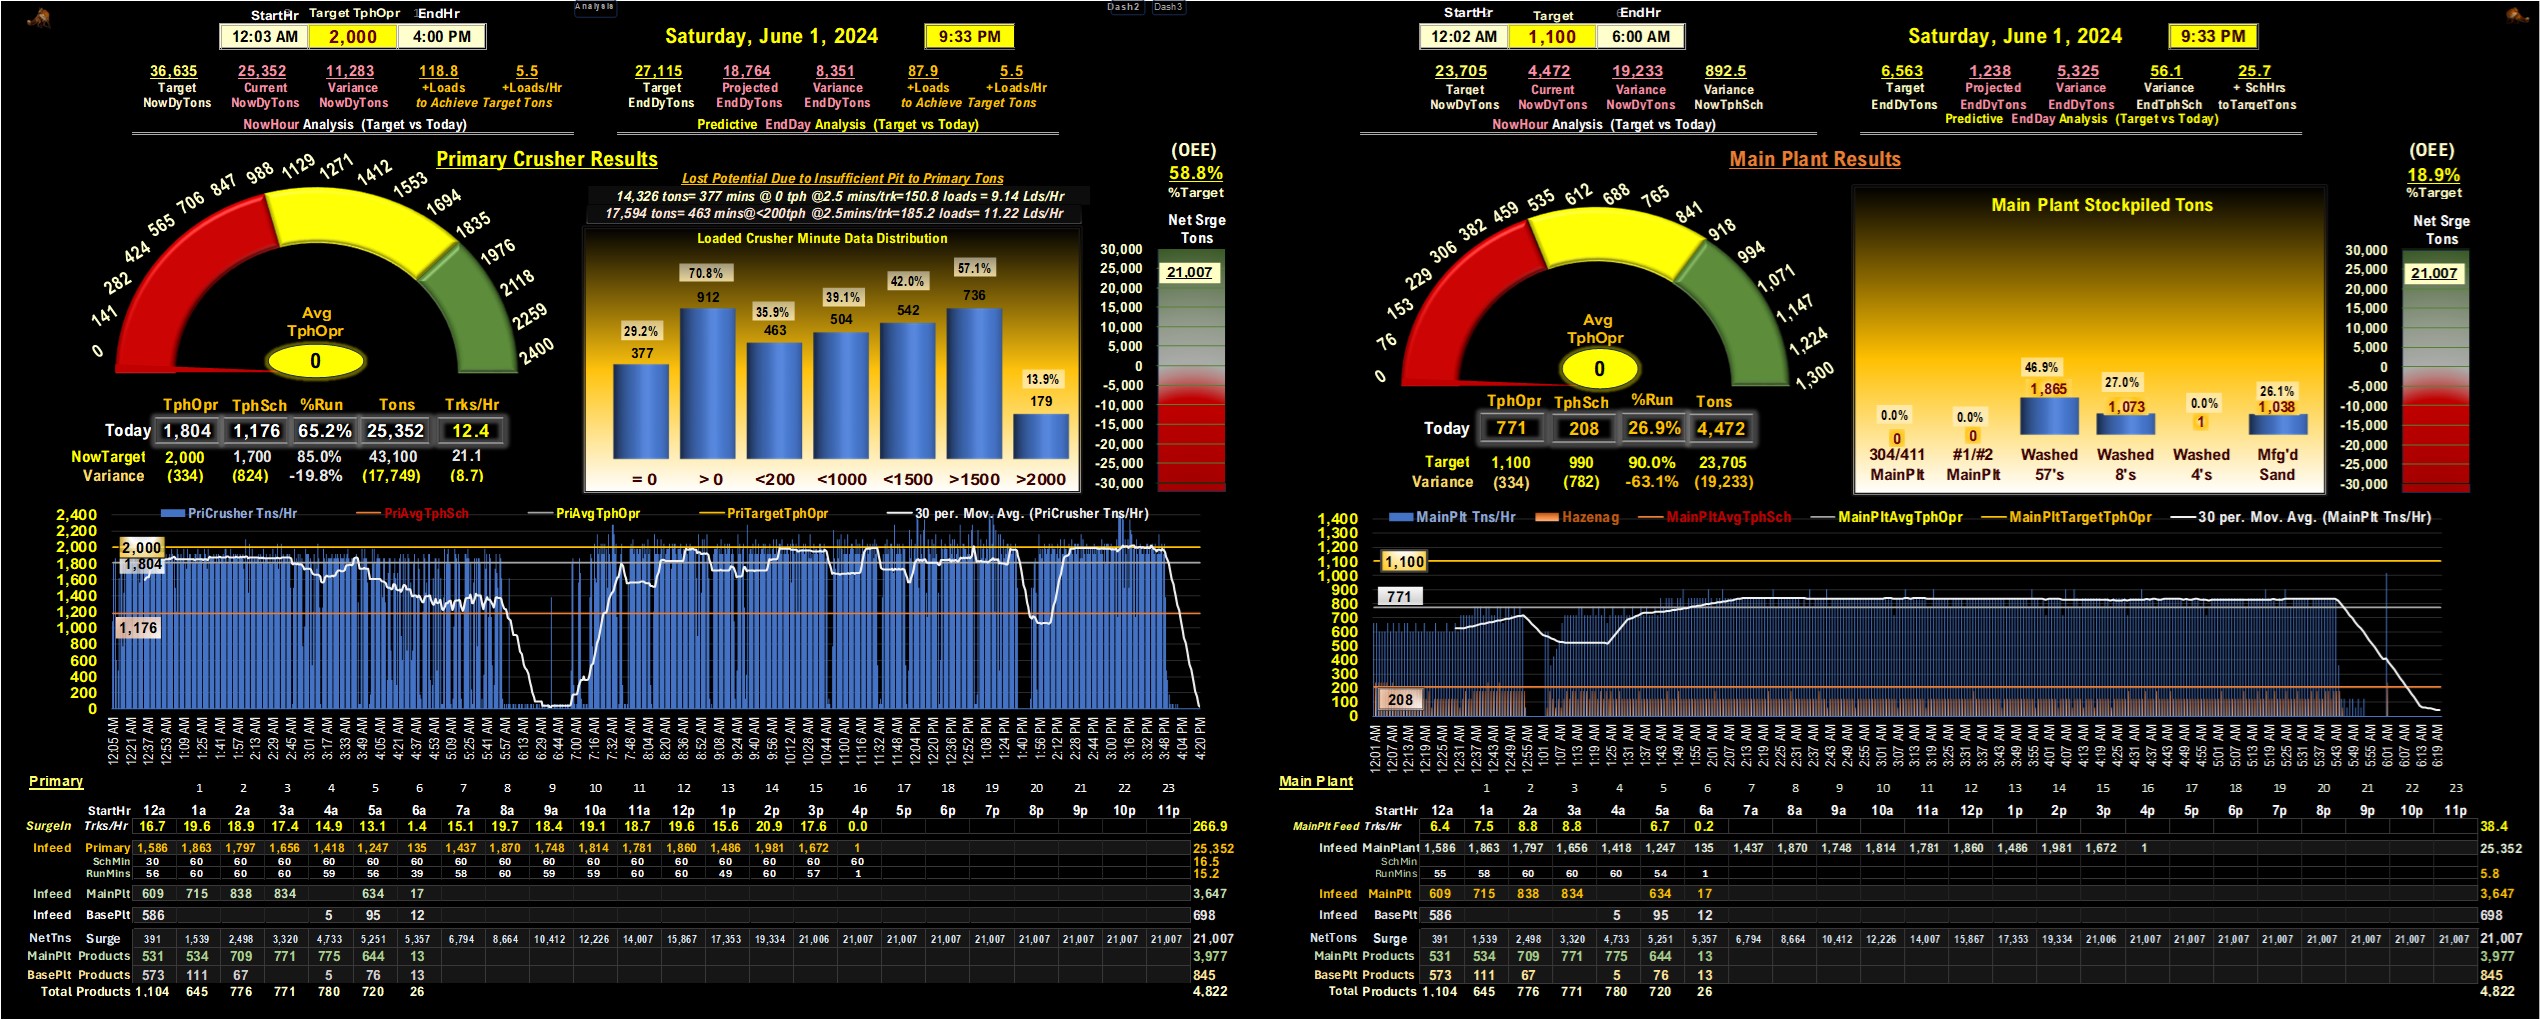 Analysis
Dash2 Dash3
StartHr Target TphOpr EndHr
12:03 AM 2,000 4:00 PM
Saturday, June 1, 2024 9:33 PM
36,635 25,352 11,283 118.8 5.5
Target Current Variance +Loads +Loads/Hr
NowDyTons NowDyTons NowDyTons to Achieve Target Tons
NowHour Analysis (Target vs Today)
27,115 18,764 8,351 87.9 5.5
Target Projected Variance +Loads +Loads/Hr
EndDyTons EndDyTons EndDyTons to Achieve Target Tons
Predictive EndDay Analysis (Target vs Today)
Primary Crusher Results
0 141 282 424 565 706 847 988 1129 1271 1412 1553 1694 1835 1976 2118 2259 2400
Avg
TphOpr
0
TphOpr TphSch %Run Tons Trks/Hr
Today 1,804 1,176 65.2% 25,352 12.4
NowTarget 2,000 1,700 85.0% 43,100 21.1
Variance (334) (824) -19.8% (17,749) (8.7)
Lost Potential Due to Insufficient Pit to Primary Tons
14,326 tons= 377 mins @ 0 tph @2.5 mins/trk=150.8 loads = 9.14 Lds/Hr
17,594 tons= 463 mins@<200tph @2.5mins/trk=185.2 loads= 11.22 Lds/Hr
Loaded Crusher Minute Data Distribution
29.2% 70.8% 35.9% 39.1% 42.0% 57.1% 13.9%
377 912 463 504 542 736 179
= 0 > 0 <200 <1000 <1500 >1500 >2000
(OEE)
58.8%
%Target
Net Srge
Tons
30,000
25,000
21,007
20,000
15,000
10,000
5,000
0
-5,000
-10,000
-15,000
-20,000
-25,000
-30,000
PriCrusher Tns/Hr PriAvgTphSch PriAvgTphOpr PriTargetTphOpr 30 per. Mov. Avg. (PriCrusher Tns/Hr)
2,400
2,200
2,000
1,800
1,600
1,400
1,200
1,000
800
600
400
200
0
2,000
1,804
1,176
12:05 AM 12:21 AM 12:37 AM 12:53 AM 1:09 AM 1:25 AM 1:41 AM 1:57 AM 2:13 AM 2:29 AM 2:45 AM 3:01 AM 3:17 AM 3:33 AM 3:49 AM 4:05 AM 4:21 AM 4:37 AM 4:53 AM 5:09 AM 5:25 AM 5:41 AM 5:57 AM 6:13 AM 6:29 AM 6:44 AM 7:00 AM 7:16 AM 7:32 AM 7:48 AM 8:04 AM 8:20 AM 8:36 AM 8:52 AM 9:08 AM 9:24 AM 9:40 AM 9:56 AM 10:12 AM 10:28 AM 10:44 AM 11:00 AM 11:16 AM 11:32 AM 11:48 AM 12:04 PM 12:20 PM 12:36 PM 12:52 PM 1:08 PM 1:24 PM 1:40 PM 1:56 PM 2:12 PM 2:28 PM 2:44 PM 3:00 PM 3:16 PM 3:32 PM 3:48 PM 4:04 PM 4:20 PM
Primary
1 2 3 4 5 6 7 8 9 10 11 12 13 14 15 16 17 18 19 20 21 22 23
StartHr 12a 1a 2a 3a 4a 5a 6a 7a 8a 9a 10a 11a 12p 1p 2p 3p 4p 5p 6p 7p 8p 9p 10p 11p
SurgeIn Trks/Hr 16.7 19.6 18.9 17.4 14.9 13.1 1.4 15.1 19.7 18.4 19.1 18.7 19.6 15.6 20.9 17.6 0.0 266.9
Infeed Primary 1,586 1,863 1,797 1,656 1,418 1,247 135 1,437 1,870 1,748 1,814 1,781 1,860 1,486 1,981 1,672 1 25,352
SchMin 30 60 60 60 60 60 60 60 60 60 60 60 60 60 60 60 60 16.5
RunMins 56 60 60 60 59 56 39 58 60 59 59 60 60 49 60 57 1 15.2
Infeed MainPlt 609 715 838 834 634 17 3,647
Infeed BasePlt 586 5 95 12 698
NetTns Surge 391 1,539 2,498 3,320 4,733 5,251 5,357 6,794 8,664 10,412 12,226 14,007 15,867 17,353 19,334 21,006 21,007 21,007 21,007 21,007 21,007 21,007 21,007 21,007 21,007
MainPlt Products 531 534 709 771 775 644 13 3,977
BasePlt Products 573 111 67 5 76 13 845
Total Products 1,104 645 776 771 780 720 26 4,822
StartHr Target EndHr
12:02 AM 1,100 6:00 AM
Saturday, June 1, 2024 9:33 PM
23,705 4,472 19,233 892.5
Target Current Variance Variance
NowDyTons NowDyTons NowDyTons NowTphSch
NowHour Analysis (Target vs Today)
6,563 1,238 5,325 56.1 25.7
Target Projected Variance Variance + SchHrs
EndDyTons EndDyTons EndDyTons EndTphSch toTargetTons
Predictive EndDay Analysis (Target vs Today)
Main Plant Results
0 76 153 229 306 382 459 535 612 688 765 841 918 994 1,071 1,147 1,224 1,300
Avg
TphOpr
0
TphOpr TphSch %Run Tons
Today 771 208 26.9% 4,472
Target 1,100 990 90.0% 23,705
Variance (334) (782) -63.1% (19,233)
Main Plant Stockpiled Tons
0.0% 0.0% 46.9% 27.0% 0.0% 26.1%
0 0 1,865 1,073 1 1,038
304/411 #1/#2 Washed Washed Washed Mfg'd
MainPlt MainPlt 57's 8's 4's Sand
(OEE)
18.9%
%Target
Net Srge
Tons
30,000
25,000
21,007
20,000
15,000
10,000
5,000
0
-5,000
-10,000
-15,000
-20,000
-25,000
-30,000
MainPlt Tns/Hr Hazenag MainPltAvgTphSch MainPltAvgTphOpr MainPltTargetTphOpr 30 per. Mov. Avg. (MainPlt Tns/Hr)
1,400
1,300
1,200
1,100
1,000
900
800
700
600
500
400
300
200
100
0
771
208
12:01 AM 12:07 AM 12:13 AM 12:19 AM 12:25 AM 12:31 AM 12:37 AM 12:43 AM 12:49 AM 12:55 AM 1:01 AM 1:07 AM 1:13 AM 1:19 AM 1:25 AM 1:31 AM 1:37 AM 1:43 AM 1:49 AM 1:55 AM 2:01 AM 2:07 AM 2:13 AM 2:19 AM 2:25 AM 2:31 AM 2:37 AM 2:43 AM 2:49 AM 2:55 AM 3:01 AM 3:07 AM 3:13 AM 3:19 AM 3:25 AM 3:31 AM 3:37 AM 3:43 AM 3:49 AM 3:55 AM 4:01 AM 4:07 AM 4:13 AM 4:19 AM 4:25 AM 4:31 AM 4:37 AM 4:43 AM 4:49 AM 4:55 AM 5:01 AM 5:07 AM 5:13 AM 5:19 AM 5:25 AM 5:31 AM 5:37 AM 5:43 AM 5:49 AM 5:55 AM 6:01 AM 6:07 AM 6:13 AM 6:19 AM
Main Plant
1 2 3 4 5 6 7 8 9 10 11 12 13 14 15 16 17 18 19 20 21 22 23
StartHr 12a 1a 2a 3a 4a 5a 6a 7a 8a 9a 10a 11a 12p 1p 2p 3p 4p 5p 6p 7p 8p 9p 10p 11p
MainPlt Feed Trks/Hr 6.4 7.5 8.8 8.8 6.7 0.2 38.4
Infeed MainPlant 1,586 1,863 1,797 1,656 1,418 1,247 135 1,437 1,870 1,748 1,814 1,781 1,860 1,486 1,981 1,672 1 25,352
SchMin
RunMins 55 58 60 60 60 54 1 5.8
Infeed MainPlt 609 715 838 834 634 17 3,647
Infeed BasePlt 586 5 95 12 698
NetTons Surge 391 1,539 2,498 3,320 4,733 5,251 5,357 6,794 8,664 10,412 12,226 14,007 15,867 17,353 19,334 21,006 21,007 21,007 21,007 21,007 21,007 21,007 21,007 21,007 21,007
MainPlt Products 531 534 709 771 775 644 13 3,977
BasePlt Products 573 111 67 5 76 13 845
Total Products 1,104 645 776 771 780 720 26 4,822